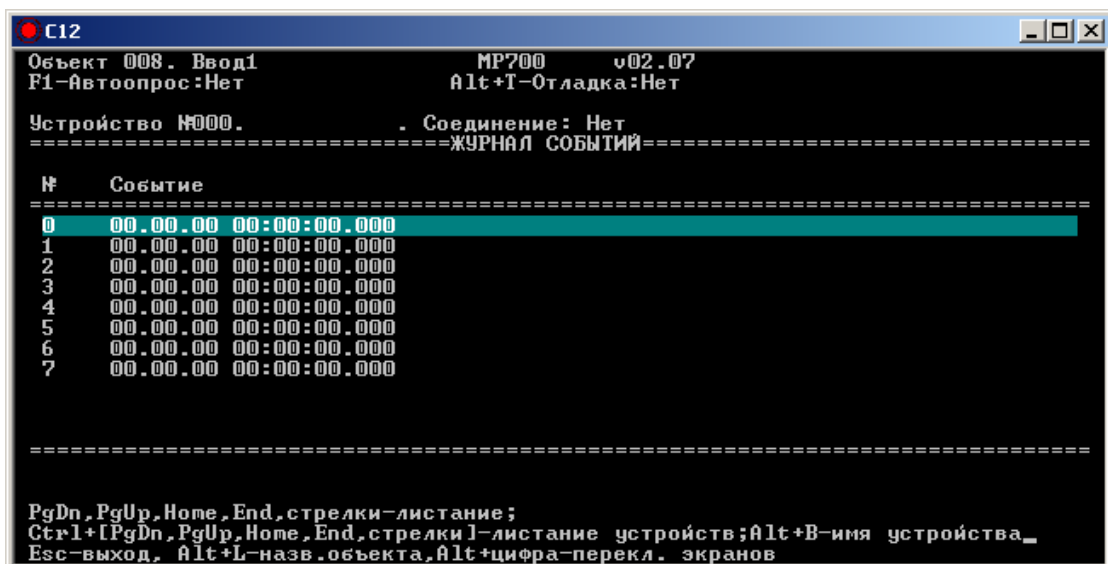 C12
Объект 008. Ввод1 MP700 v02.07
F1-Автоопрос:Нет Alt+T-Отладка:Нет
Устройство №000. . Соединение: Нет
===============================ЖУРНАЛ СОБЫТИЙ=================================
№ Событие
===============================================================================
0 00.00.00 00:00:00.000
1 00.00.00 00:00:00.000
2 00.00.00 00:00:00.000
3 00.00.00 00:00:00.000
4 00.00.00 00:00:00.000
5 00.00.00 00:00:00.000
6 00.00.00 00:00:00.000
7 00.00.00 00:00:00.000
===============================================================================
PgDn,PgUp,Home,End,стрелки-листание;
Ctrl+[PgDn,PgUp,Home,End,стрелки]-листание устройств;Alt+B-имя устройства_
Esc-выход, Alt+L-назв.объекта,Alt+цифра-перекл. экранов